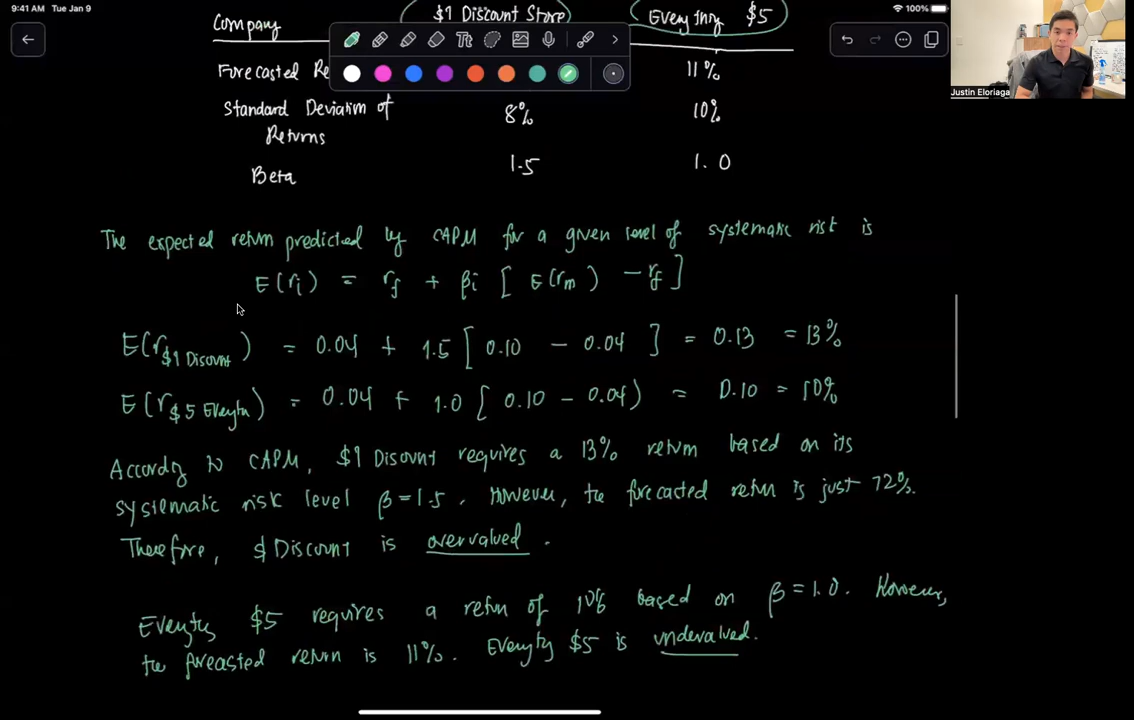 9:41 AM Tue Jan 9
100%
Company $1 Discount Store Everything $5
Tt
Forecasted Re 11%
Standard Deviation of Returns 8% 10%
Beta 1.5 1.0
Justin Eloriaga
The expected return predicted by CAPM for a given level of systematic risk is
E(ri) = rf + βi [ E(rm) - rf ]
E(r$1 Discount) = 0.04 + 1.5 [ 0.10 - 0.04 ] = 0.13 = 13%
E(r$5 Everytn) = 0.04 + 1.0 [ 0.10 - 0.04 ) = 0.10 = 10%
According to CAPM, $1 Discount requires a 13% return based on its
systematic risk level β = 1.5. However, the forecasted return is just 12%.
Therefore, $ Discount is overvalued.
Everyty $5 requires a return of 10% based on β = 1.0. However,
the forecasted return is 11%. Everyty $5 is undervalued.